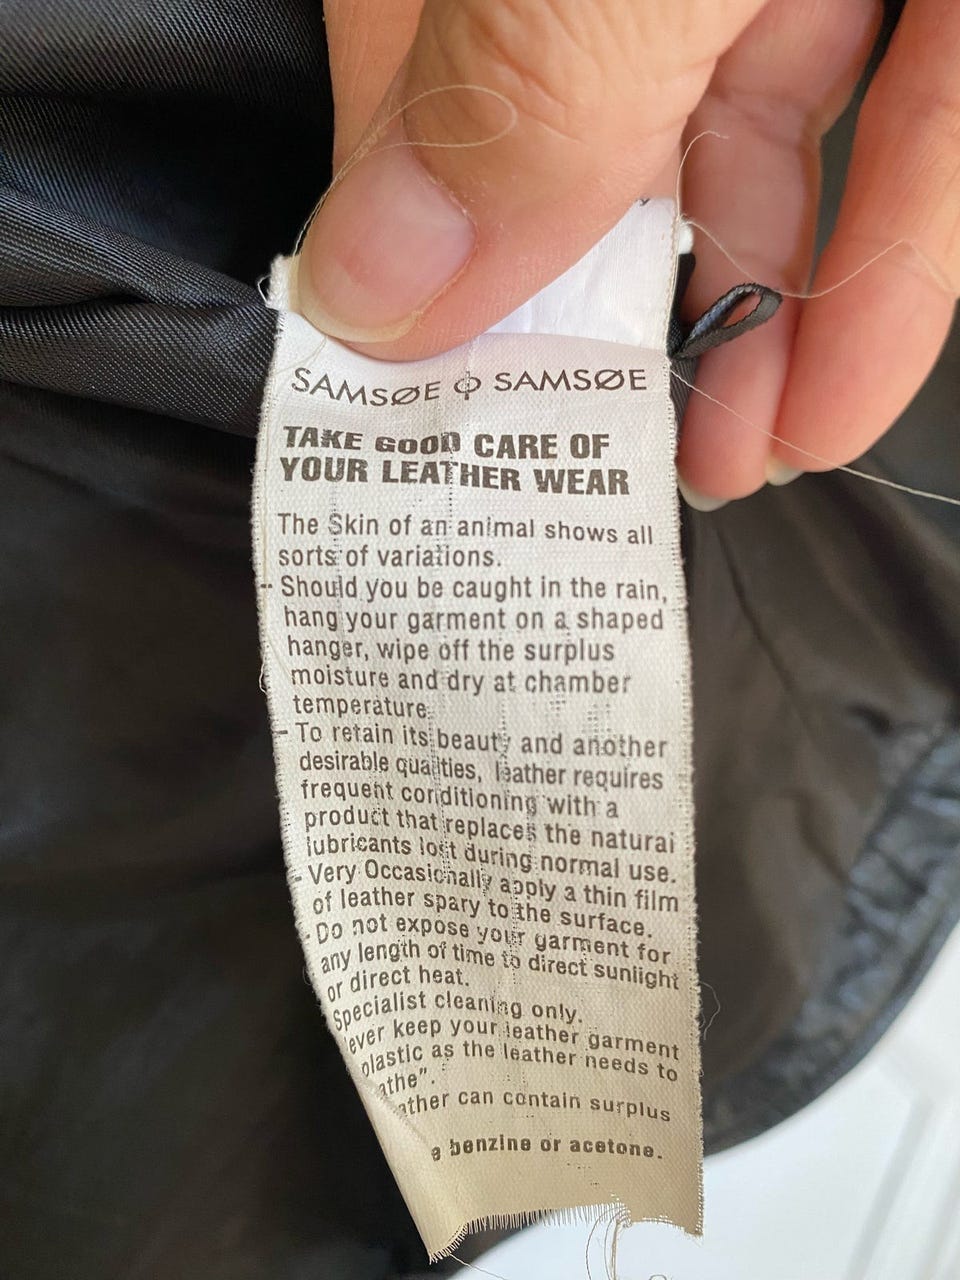 SAMSØE SAMSØE
TAKE GOOD CARE OF
YOUR LEATHER WEAR
The Skin of an animal shows all
sorts of variations.
- Should you be caught in the rain,
hang your garment on a shaped
hanger, wipe off the surplus
moisture and dry at chamber
temperature.
- To retain its beauty and another
desirable qualities, leather requires
frequent conditioning with a
product that replaces the natural
lubricants lost during normal use.
- Very Occasionally apply a thin film
of leather spary to the surface.
- Do not expose your garment for
any length of time to direct sunlight
or direct heat.
Specialist cleaning only.
ever keep your leather garment
plastic as the leather needs to
athe”.
ather can contain surplus
benzine or acetone.